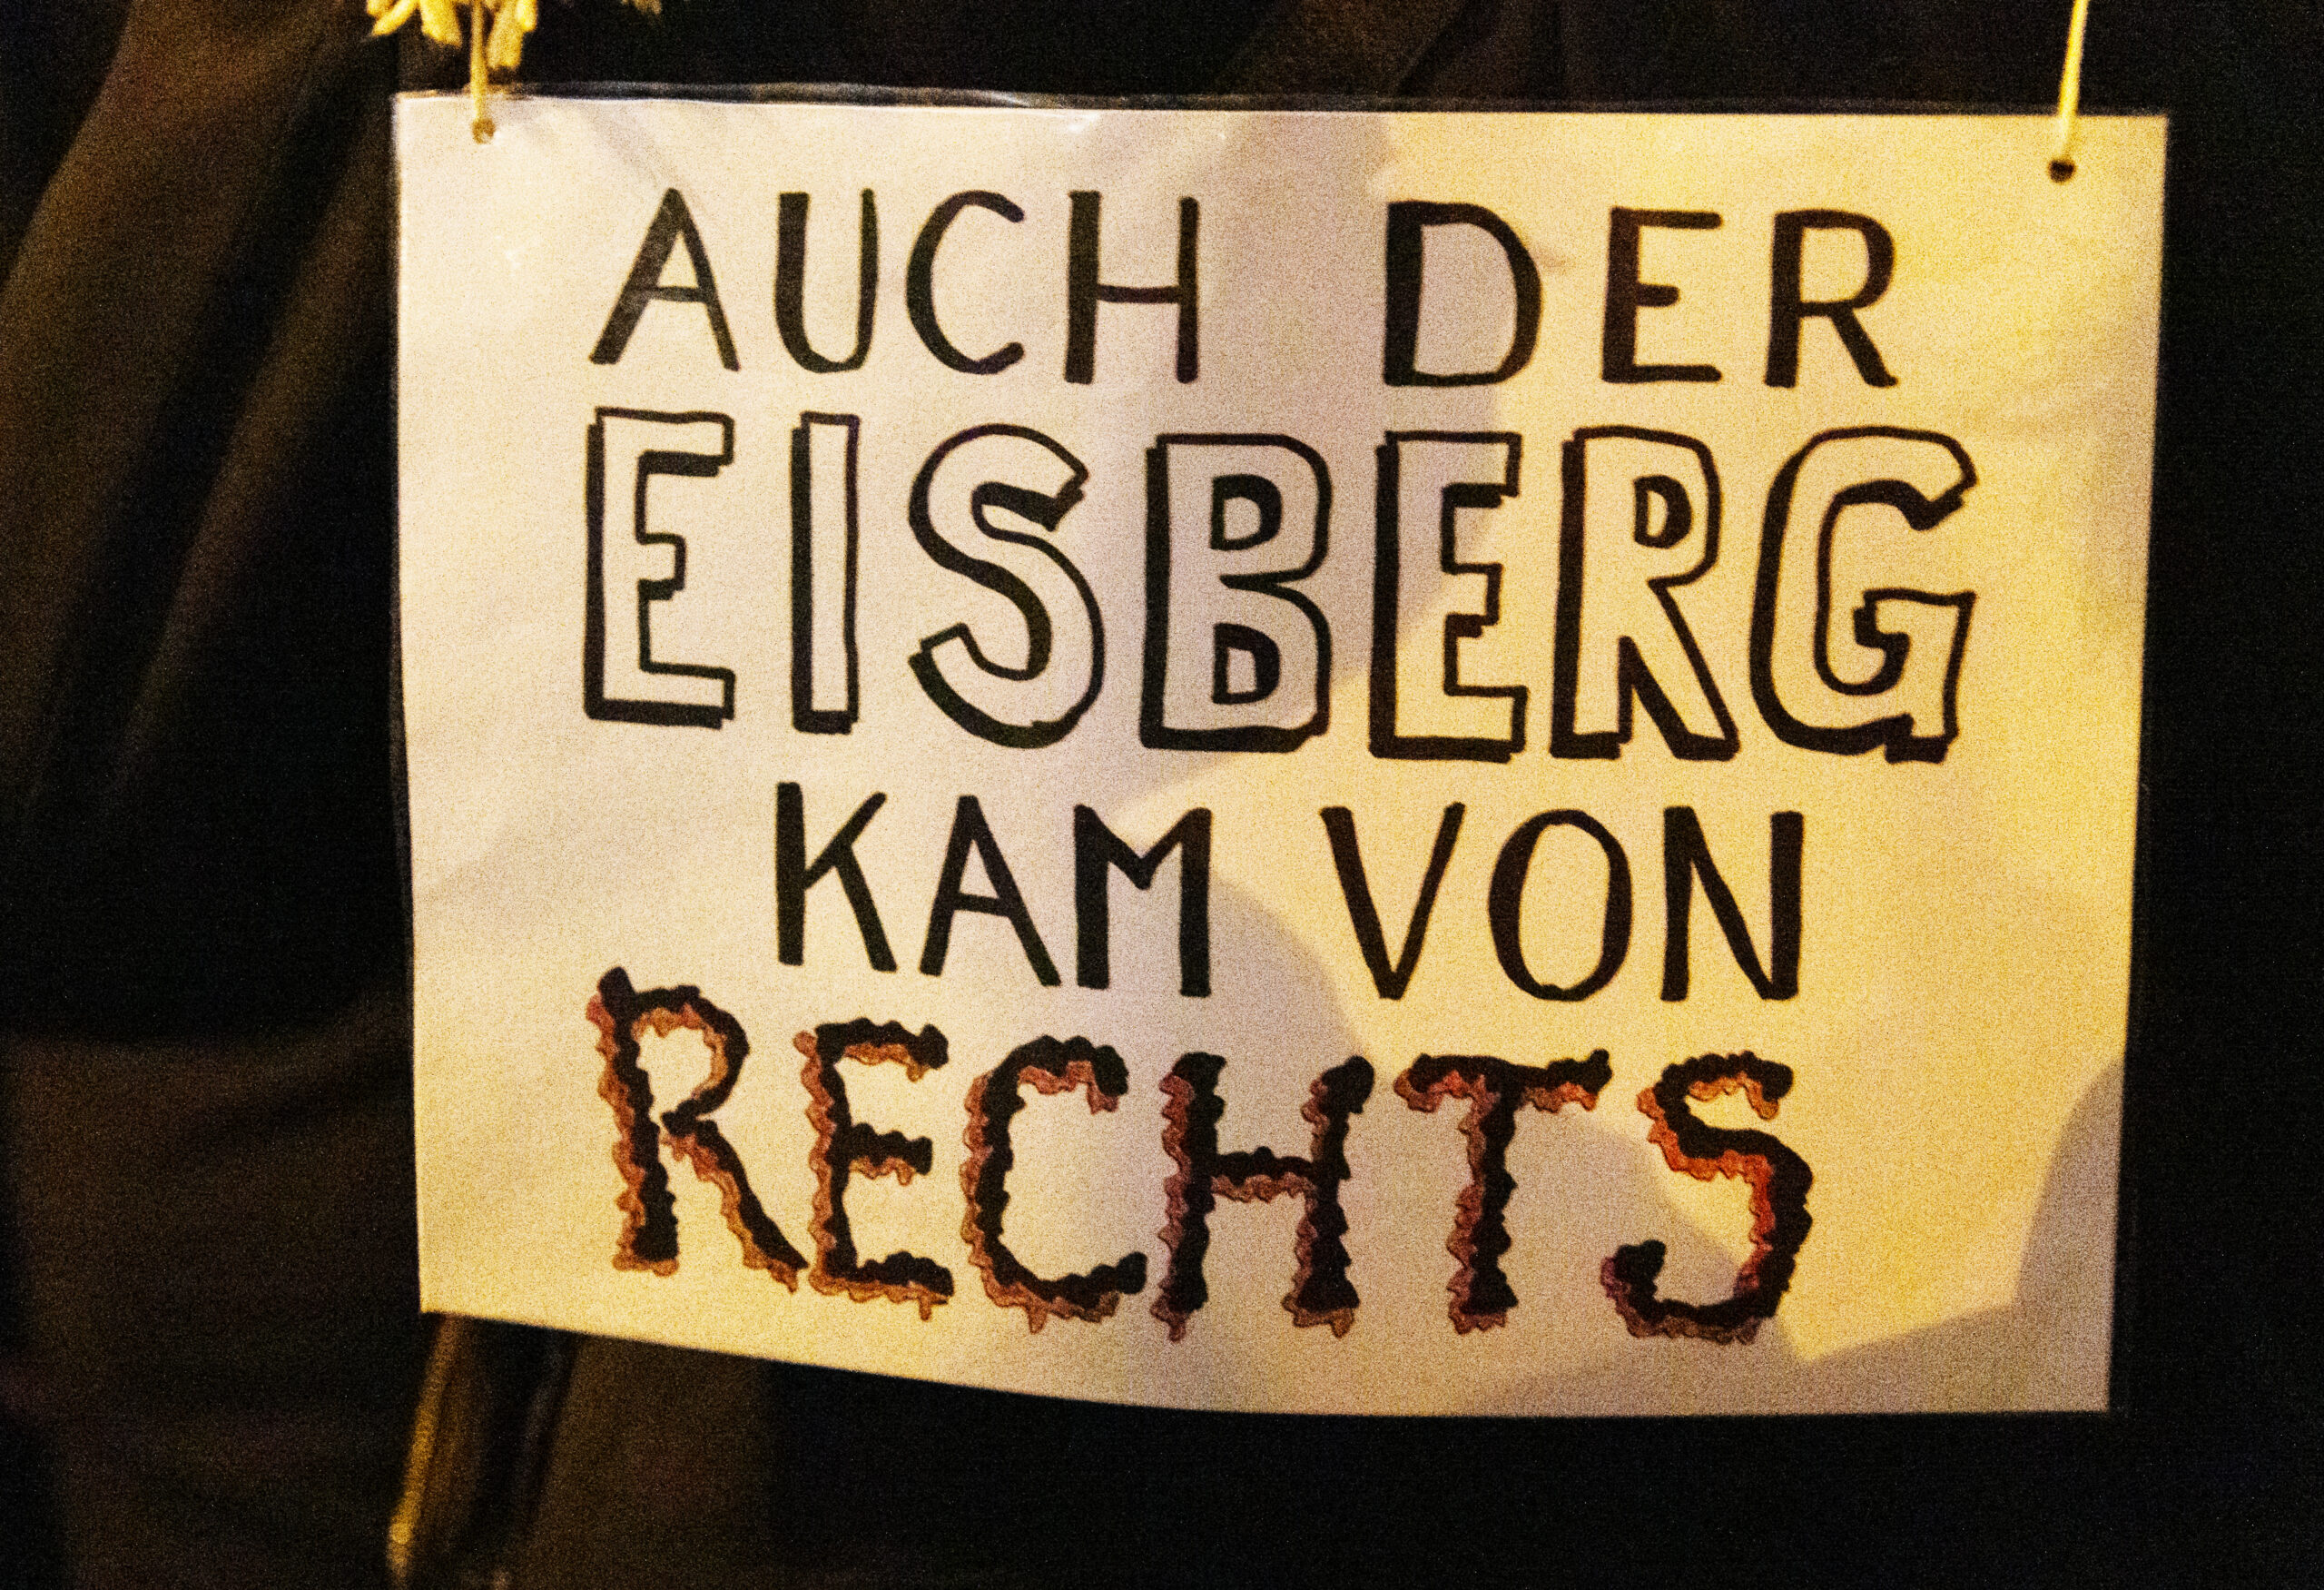 AUCH DER
EISBERG
KAM VON
RECHTS